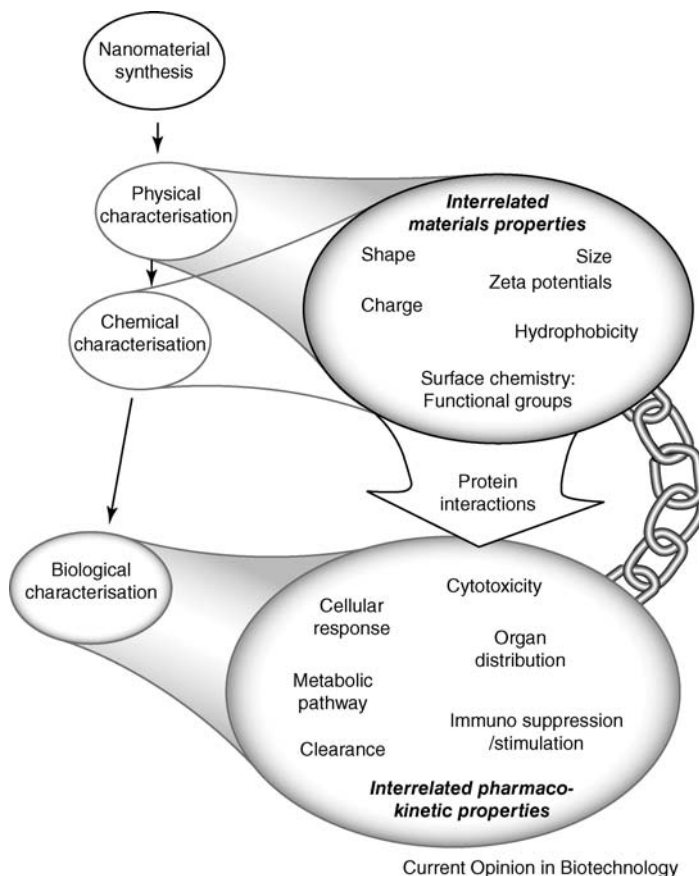 Nanomaterial
synthesis
Physical
characterisation
Chemical
characterisation
Interrelated
materials properties
Shape
Size
Zeta potentials
Charge
Hydrophobicity
Surface chemistry:
Functional groups
Protein
interactions
Biological
characterisation
Cytotoxicity
Cellular
response
Organ
distribution
Metabolic
pathway
Immuno suppression
/stimulation
Clearance
Interrelated pharmaco-
kinetic properties
Current Opinion in Biotechnology